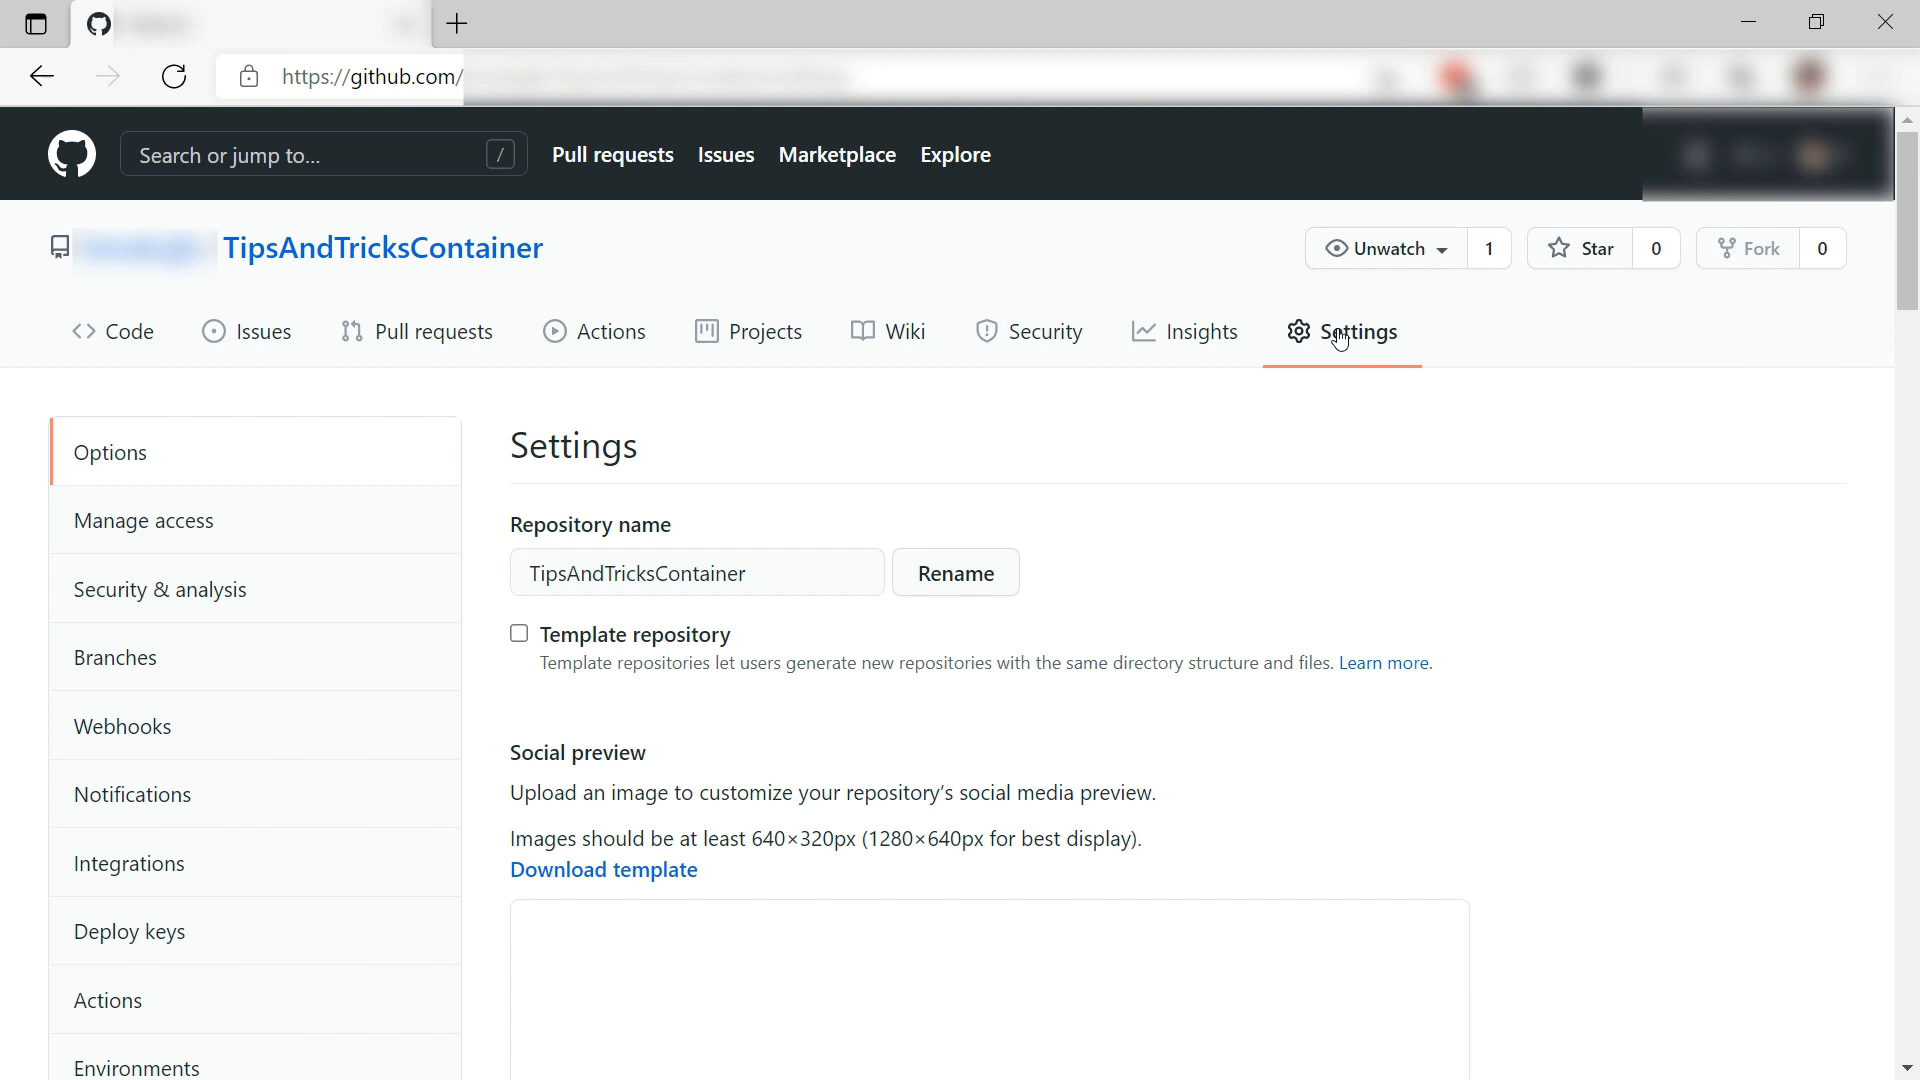 https://github.com/
Search or jump to... /
Pull requests Issues Marketplace Explore
TipsAndTricksContainer
Unwatch 1 Star 0 Fork 0
Code Issues Pull requests Actions Projects Wiki Security Insights Settings
Options
Manage access
Security & analysis
Branches
Webhooks
Notifications
Integrations
Deploy keys
Actions
Environments
Settings
Repository name
TipsAndTricksContainer Rename
Template repository
Template repositories let users generate new repositories with the same directory structure and files. Learn more.
Social preview
Upload an image to customize your repository’s social media preview.
Images should be at least 640×320px (1280×640px for best display).
Download template